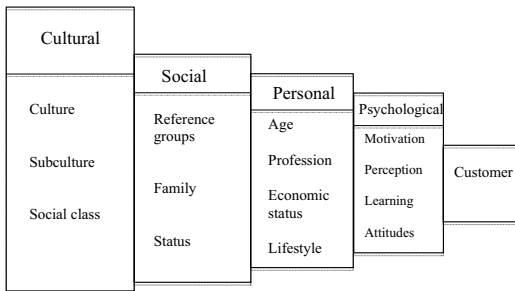 Cultural
Culture
Subculture
Social class
Social
Reference
groups
Family
Status
Personal
Age
Profession
Economic
status
Lifestyle
Psychological
Motivation
Perception
Learning
Attitudes
Customer